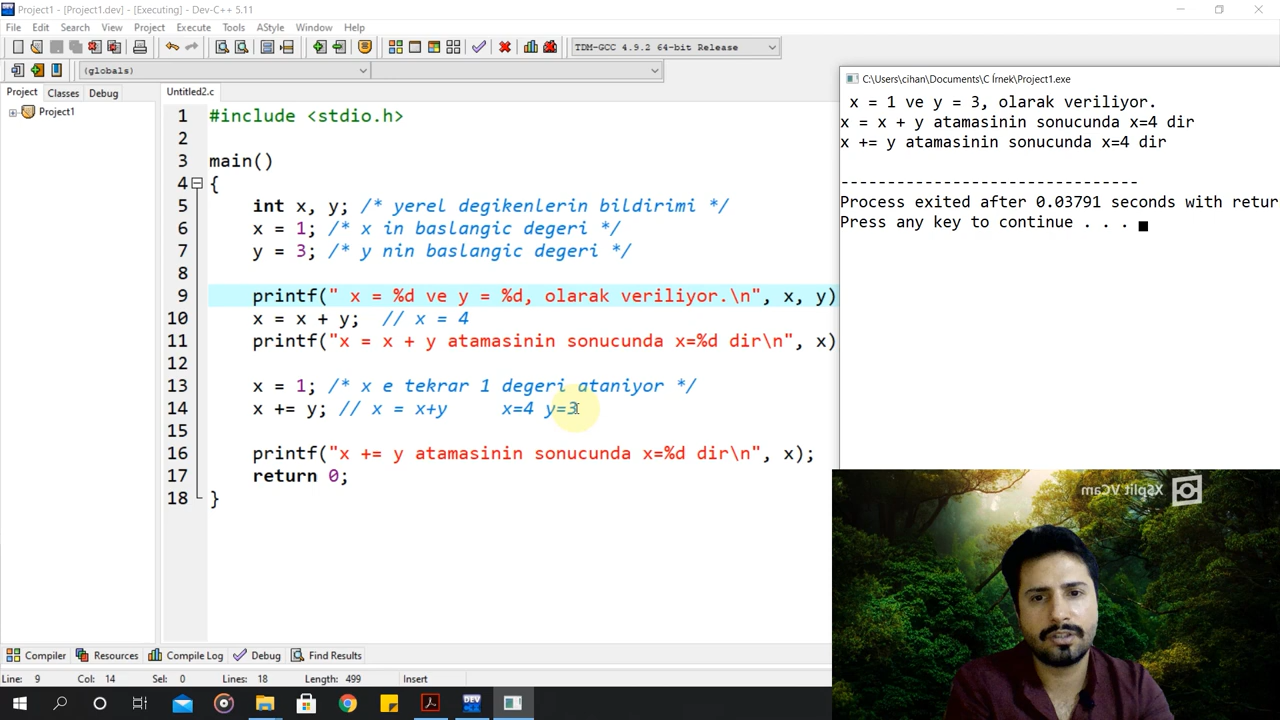 Project1 - [Project1.dev] - [Executing] - Dev-C++ 5.11
File Edit Search View Project Execute Tools AStyle Window Help
TDM-GCC 4.9.2 64-bit Release
(globals)
Project Classes Debug
Untitled2.c
Project1
1 #include <stdio.h>
2
3 main()
4 {
5 int x, y; /* yerel degikenlerin bildirimi */
6 x = 1; /* x in baslangic degeri */
7 y = 3; /* y nin baslangic degeri */
8
9 printf(" x = %d ve y = %d, olarak veriliyor.\n", x, y)
10 x = x + y; // x = 4
11 printf("x = x + y atamasinin sonucunda x=%d dir\n", x)
12
13 x = 1; /* x e tekrar 1 degeri ataniyor */
14 x += y; // x = x+y x=4 y=3
15
16 printf("x += y atamasinin sonucunda x=%d dir\n", x);
17 return 0;
18 }
C:\Users\cihan\Documents\C İrnek\Project1.exe
x = 1 ve y = 3, olarak veriliyor.
x = x + y atamasinin sonucunda x=4 dir
x += y atamasinin sonucunda x=4 dir
--------------------------------
Process exited after 0.03791 seconds with retur
Press any key to continue . . .
XSplit VCam
Compiler Resources Compile Log Debug Find Results
Line: 9 Col: 14 Sel: 0 Lines: 18 Length: 499 Insert
DEV